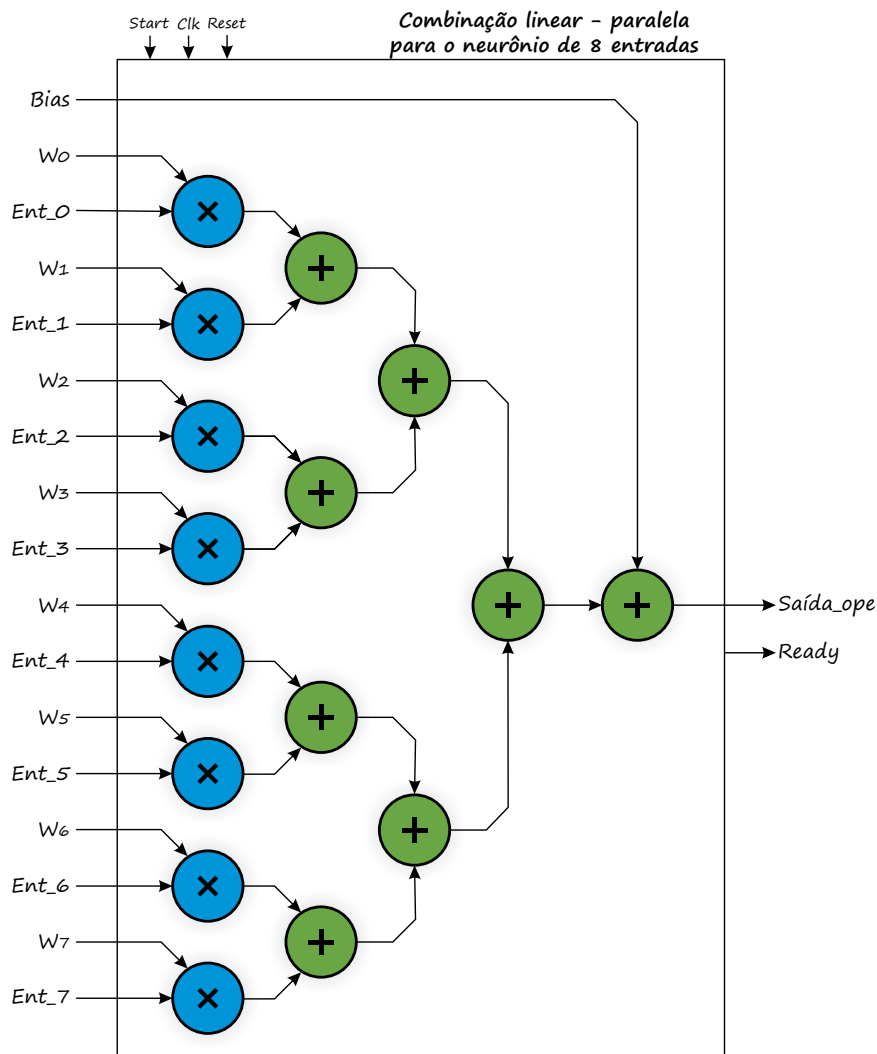 Start Clk Reset
Combinação linear - paralela
para o neurônio de 8 entradas
Bias
W0
Ent_0
W1
Ent_1
W2
Ent_2
W3
Ent_3
W4
Saída_ope
Ent_4
Ready
W5
Ent_5
W6
Ent_6
W7
Ent_7